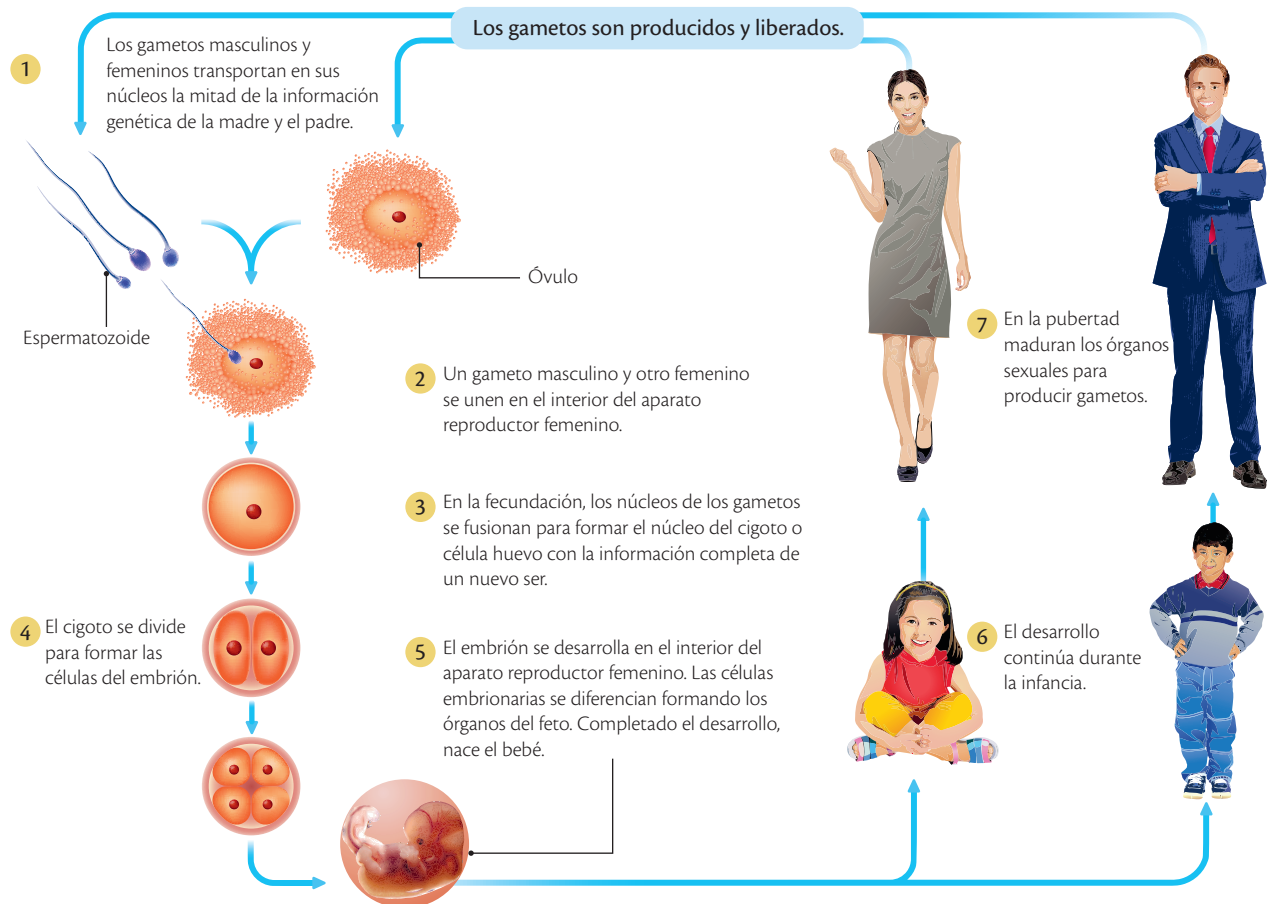 Los gametos son producidos y liberados.
1
Los gametos masculinos y
femeninos transportan en sus
núcleos la mitad de la información
genética de la madre y el padre.
Óvulo
Espermatozoide
2
Un gameto masculino y otro femenino
se unen en el interior del aparato
reproductor femenino.
3
En la fecundación, los núcleos de los gametos
se fusionan para formar el núcleo del cigoto o
célula huevo con la información completa de
un nuevo ser.
4
El cigoto se divide
para formar las
células del embrión.
5
El embrión se desarrolla en el interior del
aparato reproductor femenino. Las células
embrionarias se diferencian formando los
órganos del feto. Completado el desarrollo,
nace el bebé.
6
El desarrollo
continúa durante
la infancia.
7
En la pubertad
maduran los órganos
sexuales para
producir gametos.